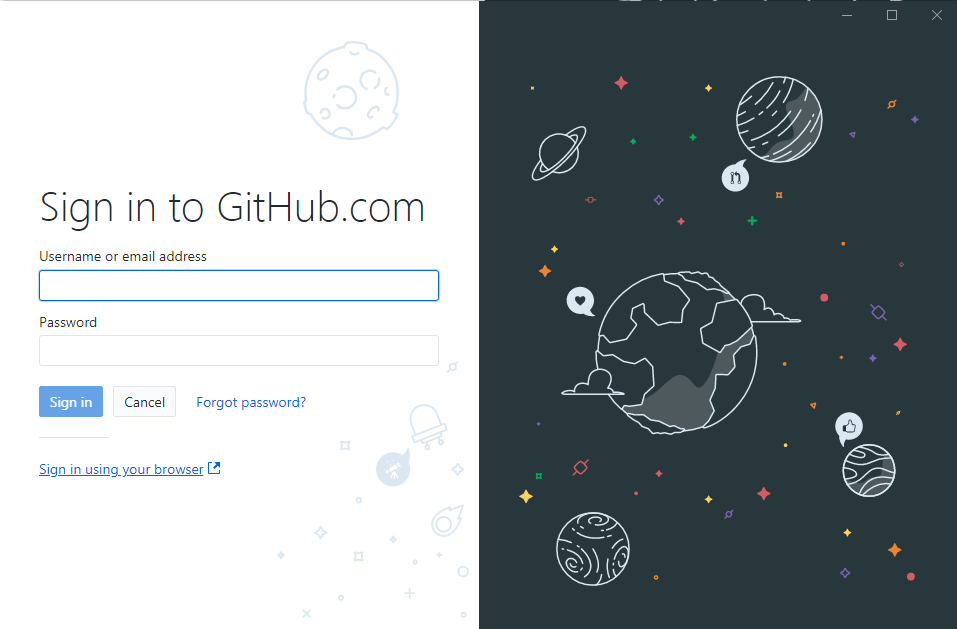 Sign in to GitHub.com
Username or email address
Password
Sign in
Cancel
Forgot password?
Sign in using your browser